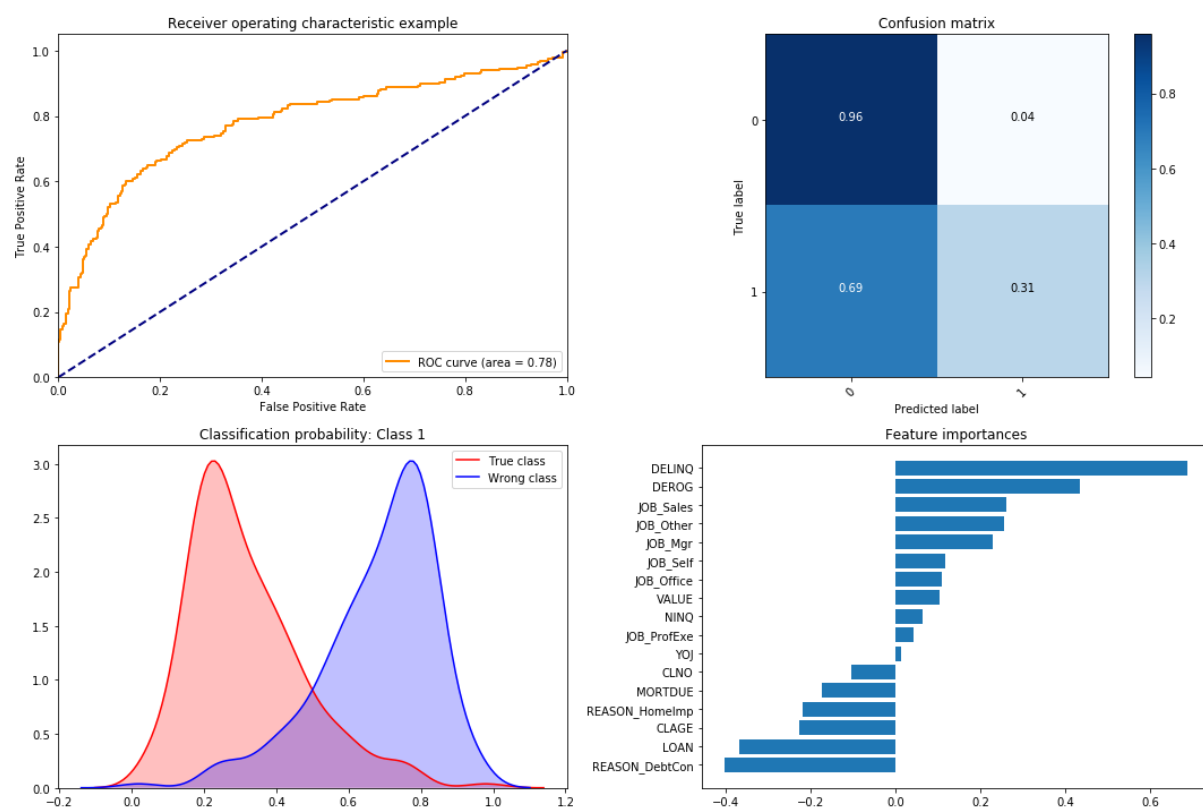 Receiver operating characteristic example
1.0
0.8
0.6
0.4
0.2
0.0
True Positive Rate
0.0 0.2 0.4 0.6 0.8 1.0
False Positive Rate
ROC curve (area = 0.78)
Confusion matrix
0
1
True label
0.96 0.04
0.69 0.31
0 1
Predicted label
0.8
0.6
0.4
0.2
Classification probability: Class 1
3.0
2.5
2.0
1.5
1.0
0.5
0.0
True class
Wrong class
−0.2 0.0 0.2 0.4 0.6 0.8 1.0 1.2
Feature importances
DELINQ
DEROG
JOB_Sales
JOB_Other
JOB_Mgr
JOB_Self
JOB_Office
VALUE
NINQ
JOB_ProfExe
YOJ
CLNO
MORTDUE
REASON_HomeImp
CLAGE
LOAN
REASON_DebtCon
−0.4 −0.2 0.0 0.2 0.4 0.6